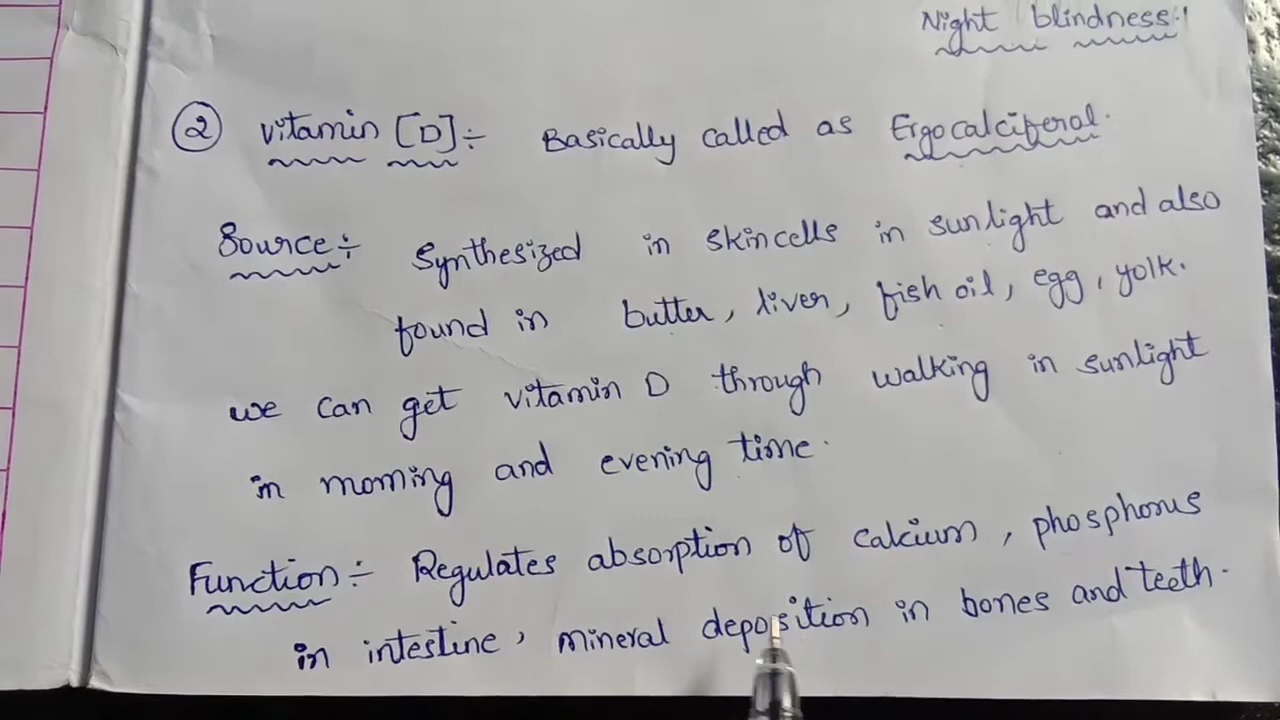 Night blindness!
② vitamin [D]÷ Basically called as Ergocalciferol.
Source÷ synthesized in skincells in sunlight and also
found in butter, liver, fish oil, egg, yolk.
we can get vitamin D through walking in sunlight
in morning and evening time.
Function÷ Regulates absorption of calcium, phosphorus
in intestine, mineral deposition in bones and teeth.